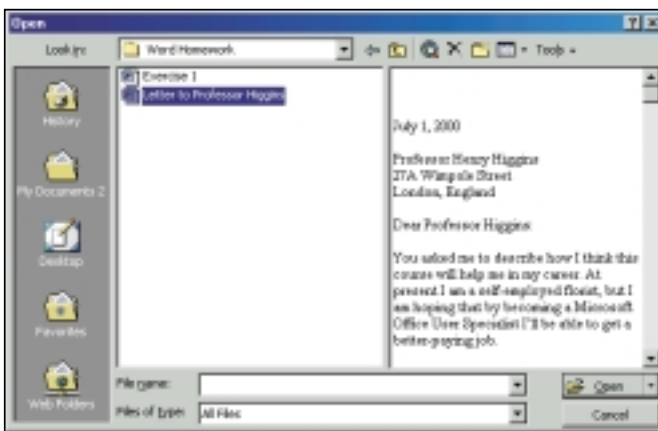 Open
Look in: Word Homework Tools
Exercise 1
Letter to Professor Higgins
History
My Documents 2
Desktop
Favorites
Web Folders
July 1, 2000
Professor Henry Higgins
27A Wimpole Street
London, England
Dear Professor Higgins:
You asked me to describe how I think this
course will help me in my career. At
present I am a self-employed florist, but I
am hoping that by becoming a Microsoft
Office User Specialist I'll be able to get a
better-paying job.
File name: Open
Files of type: All Files Cancel